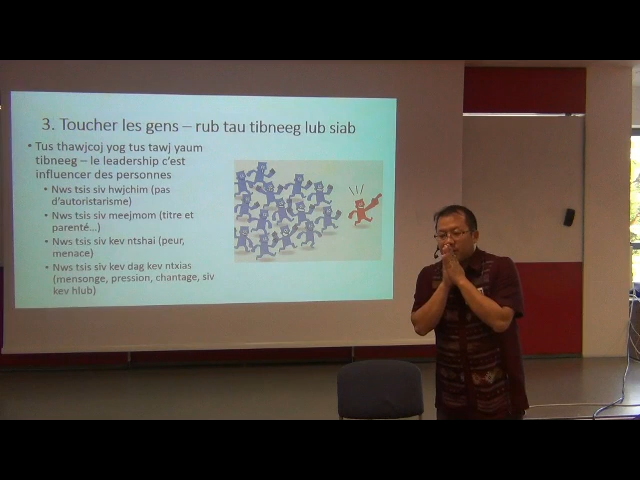 3. Toucher les gens – rub tau tibneeg lub siab
• Tus thawjcoj yog tus tawj yaum
tibneeg – le leadership c'est
influencer des personnes
• Nws tsis siv hwjchim (pas
d'autoristarisme)
• Nws tsis siv meejmom (titre et
parenté...)
• Nws tsis siv kev ntshai (peur,
menace)
• Nws tsis siv kev dag kev ntxias
(mensonge, pression, chantage, siv
kev hlub)